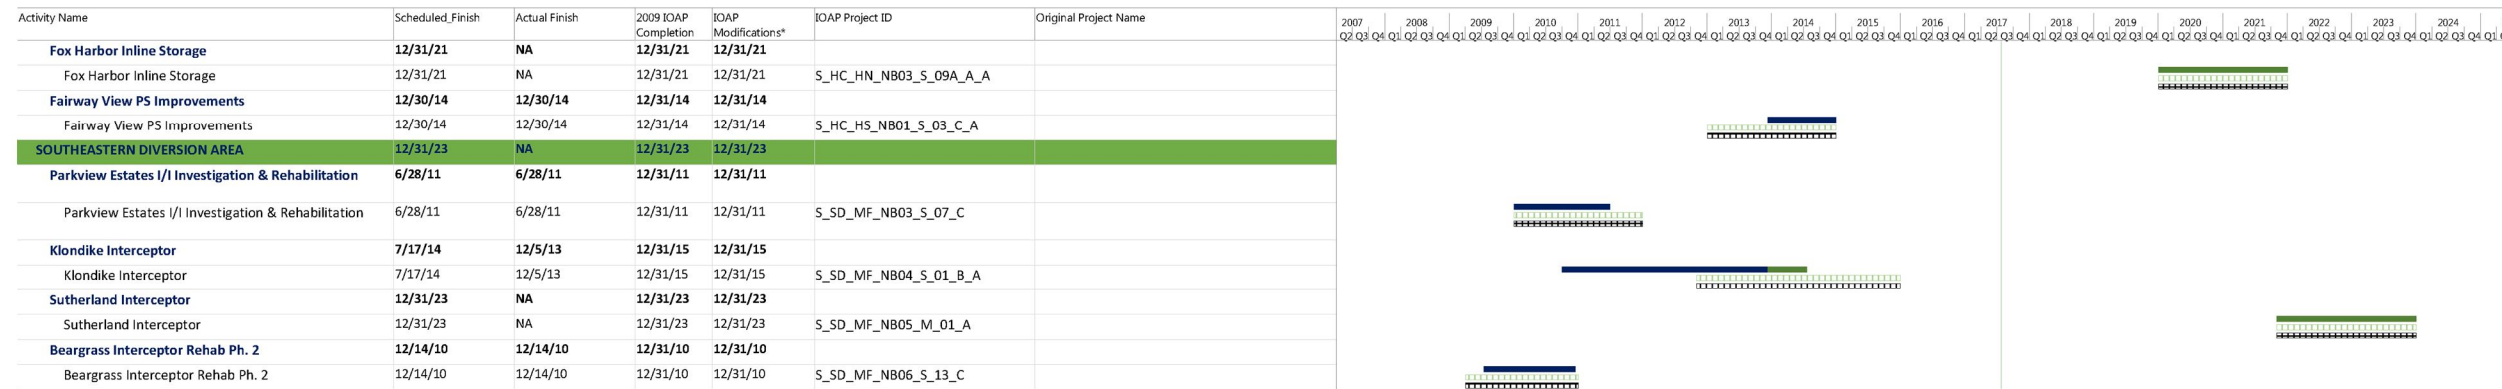 Activity Name Scheduled_Finish Actual Finish 2009 IOAP Completion IOAP Modifications* IOAP Project ID Original Project Name
2007 2008 2009 2010 2011 2012 2013 2014 2015 2016 2017 2018 2019 2020 2021 2022 2023 2024
Q2 Q3 Q4 Q1 Q2 Q3 Q4 Q1 Q2 Q3 Q4 Q1 Q2 Q3 Q4 Q1 Q2 Q3 Q4 Q1 Q2 Q3 Q4 Q1 Q2 Q3 Q4 Q1 Q2 Q3 Q4 Q1 Q2 Q3 Q4 Q1 Q2 Q3 Q4 Q1 Q2 Q3 Q4 Q1 Q2 Q3 Q4 Q1 Q2 Q3 Q4 Q1 Q2 Q3 Q4 Q1 Q2 Q3 Q4 Q1 Q2 Q3 Q4 Q1 Q2 Q3 Q4 Q1 Q2 Q3 Q4 Q1
Fox Harbor Inline Storage 12/31/21 NA 12/31/21 12/31/21
Fox Harbor Inline Storage 12/31/21 NA 12/31/21 12/31/21 S_HC_HN_NB03_S_09A_A_A
Fairway View PS Improvements 12/30/14 12/30/14 12/31/14 12/31/14
Fairway View PS Improvements 12/30/14 12/30/14 12/31/14 12/31/14 S_HC_HS_NB01_S_03_C_A
SOUTHEASTERN DIVERSION AREA 12/31/23 NA 12/31/23 12/31/23
Parkview Estates I/I Investigation & Rehabilitation 6/28/11 6/28/11 12/31/11 12/31/11
Parkview Estates I/I Investigation & Rehabilitation 6/28/11 6/28/11 12/31/11 12/31/11 S_SD_MF_NB03_S_07_C
Klondike Interceptor 7/17/14 12/5/13 12/31/15 12/31/15
Klondike Interceptor 7/17/14 12/5/13 12/31/15 12/31/15 S_SD_MF_NB04_S_01_B_A
Sutherland Interceptor 12/31/23 NA 12/31/23 12/31/23
Sutherland Interceptor 12/31/23 NA 12/31/23 12/31/23 S_SD_MF_NB05_M_01_A
Beargrass Interceptor Rehab Ph. 2 12/14/10 12/14/10 12/31/10 12/31/10
Beargrass Interceptor Rehab Ph. 2 12/14/10 12/14/10 12/31/10 12/31/10 S_SD_MF_NB06_S_13_C